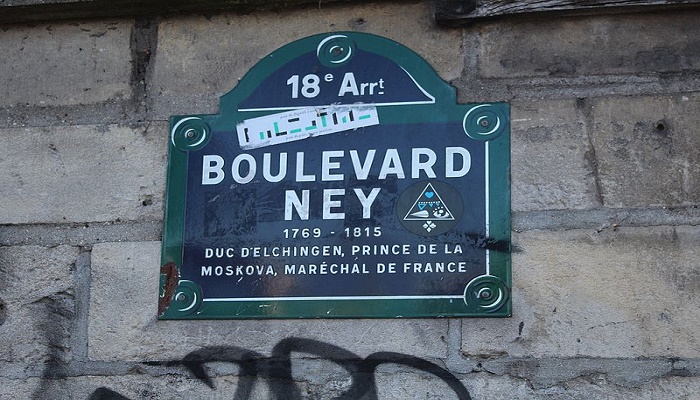 18e Arrt
BOULEVARD
NEY
1769 - 1815
DUC D'ELCHINGEN, PRINCE DE LA
MOSKOVA, MARÉCHAL DE FRANCE